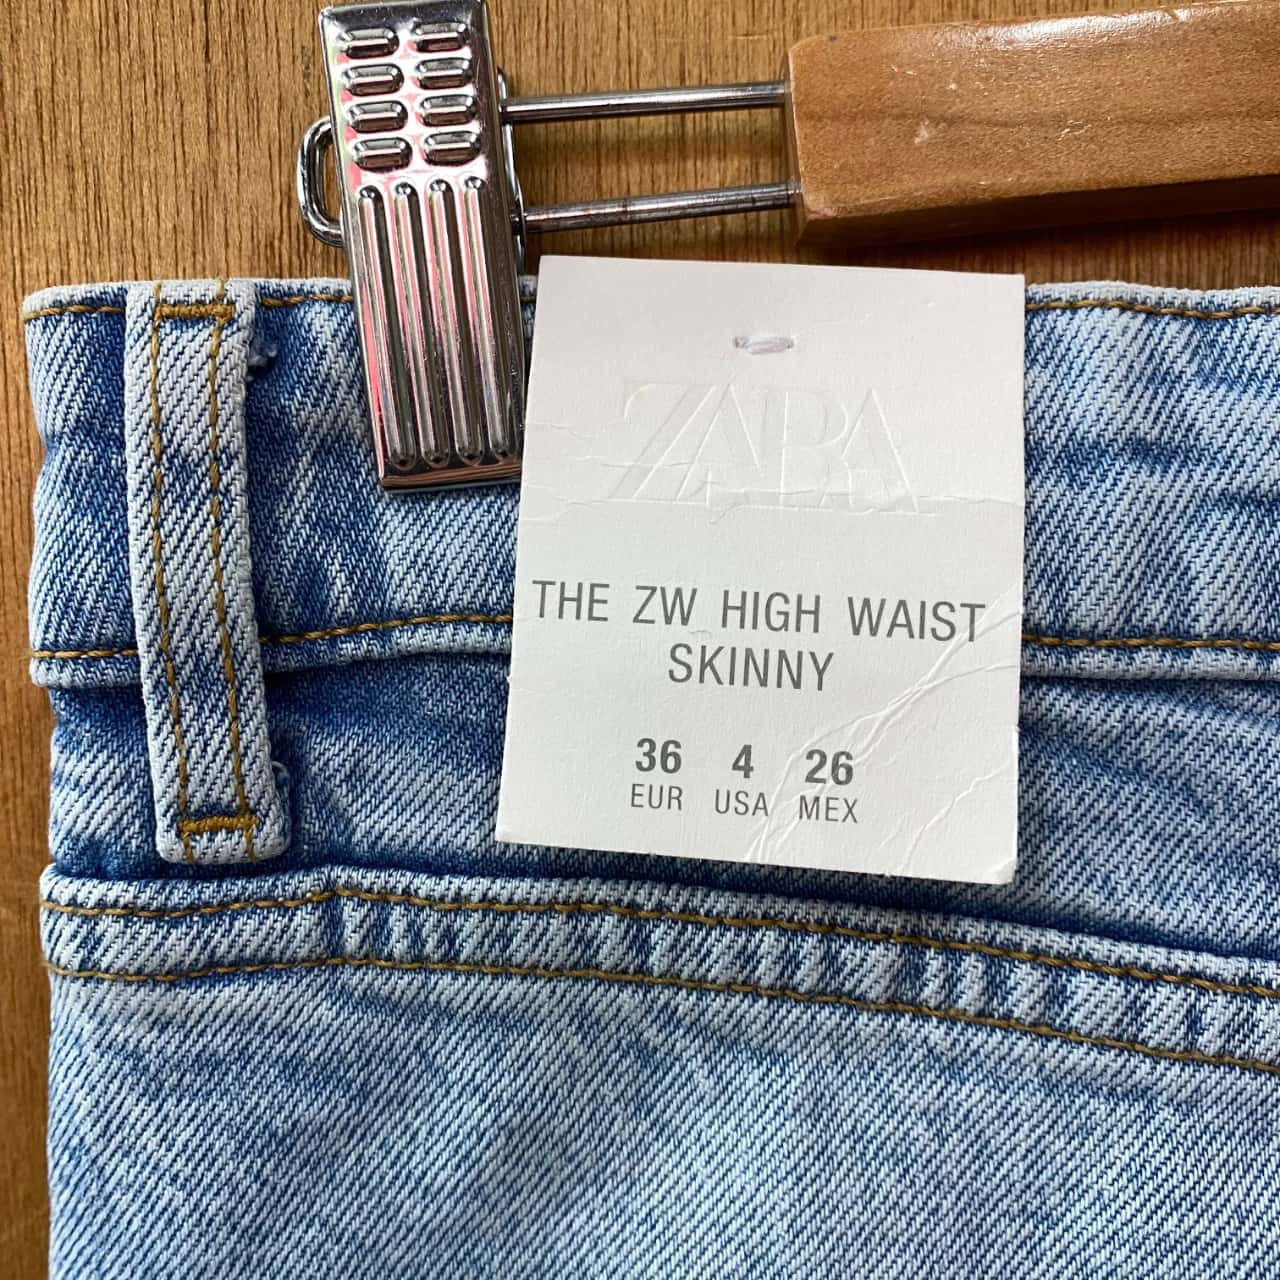 ZARA
THE ZW HIGH WAIST
SKINNY
36 4 26
EUR USA MEX